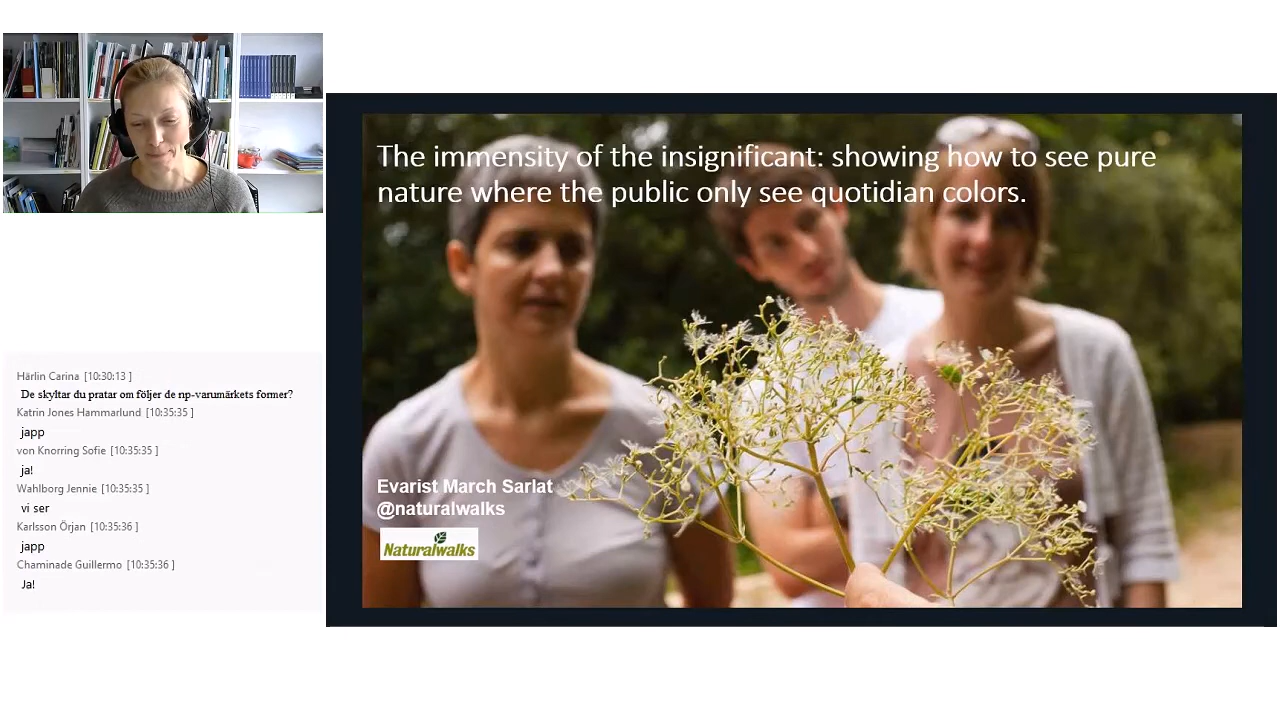 The immensity of the insignificant: showing how to see pure
nature where the public only see quotidian colors.
Evarist March Sarlat
@naturalwalks
Naturalwalks
Härlin Carina [10:30:13 ]
De skyltar du pratar om följer de np-varumärkets former?
Katrin Jones Hammarlund [10:35:35 ]
japp
von Knorring Sofie [10:35:35 ]
ja!
Wahlborg Jennie [10:35:35 ]
vi ser
Karlsson Örjan [10:35:36 ]
japp
Chaminade Guillermo [10:35:36 ]
Ja!